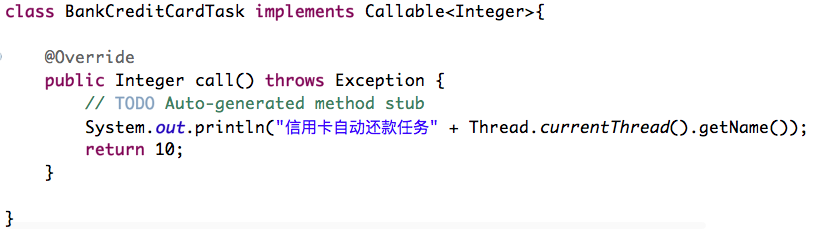 class BankCreditCardTask implements Callable<Integer>{
@Override
public Integer call() throws Exception {
// TODO Auto-generated method stub
System.out.println("信用卡自动还款任务" + Thread.currentThread().getName());
return 10;
}
}